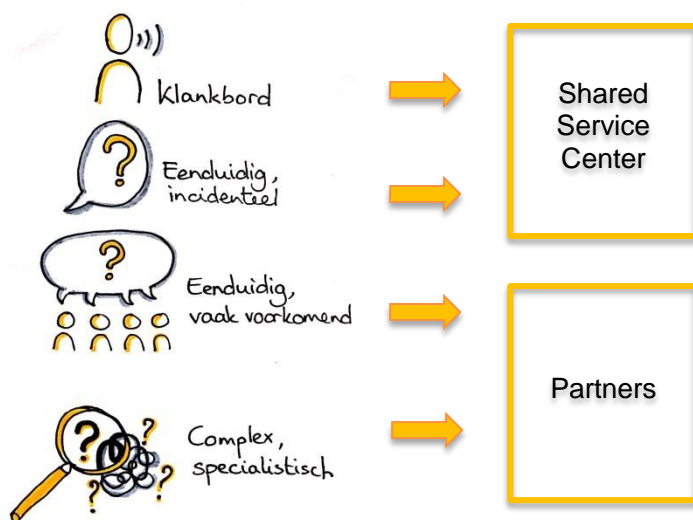 Klankbord
Shared
Service
Center
?
Eenduidig,
incidenteel
?
Eenduidig,
vaak voorkomend
Partners
? ? ? ?
Complex,
specialistisch